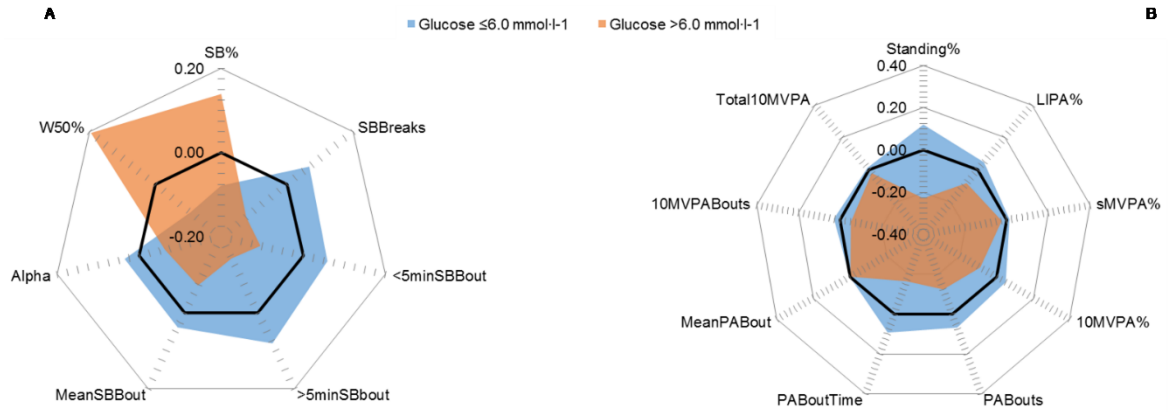 A
Glucose ≤6.0 mmol·l-1
Glucose >6.0 mmol·l-1
B
SB%
0.20
W50%
SBBreaks
0.00
-0.20
Alpha
<5minSBBout
MeanSBBout
>5minSBbout
Standing%
0.40
Total10MVPA
LIPA%
0.20
0.00
10MVPABouts
sMVPA%
-0.20
-0.40
MeanPABout
10MVPA%
PABoutTime
PABouts